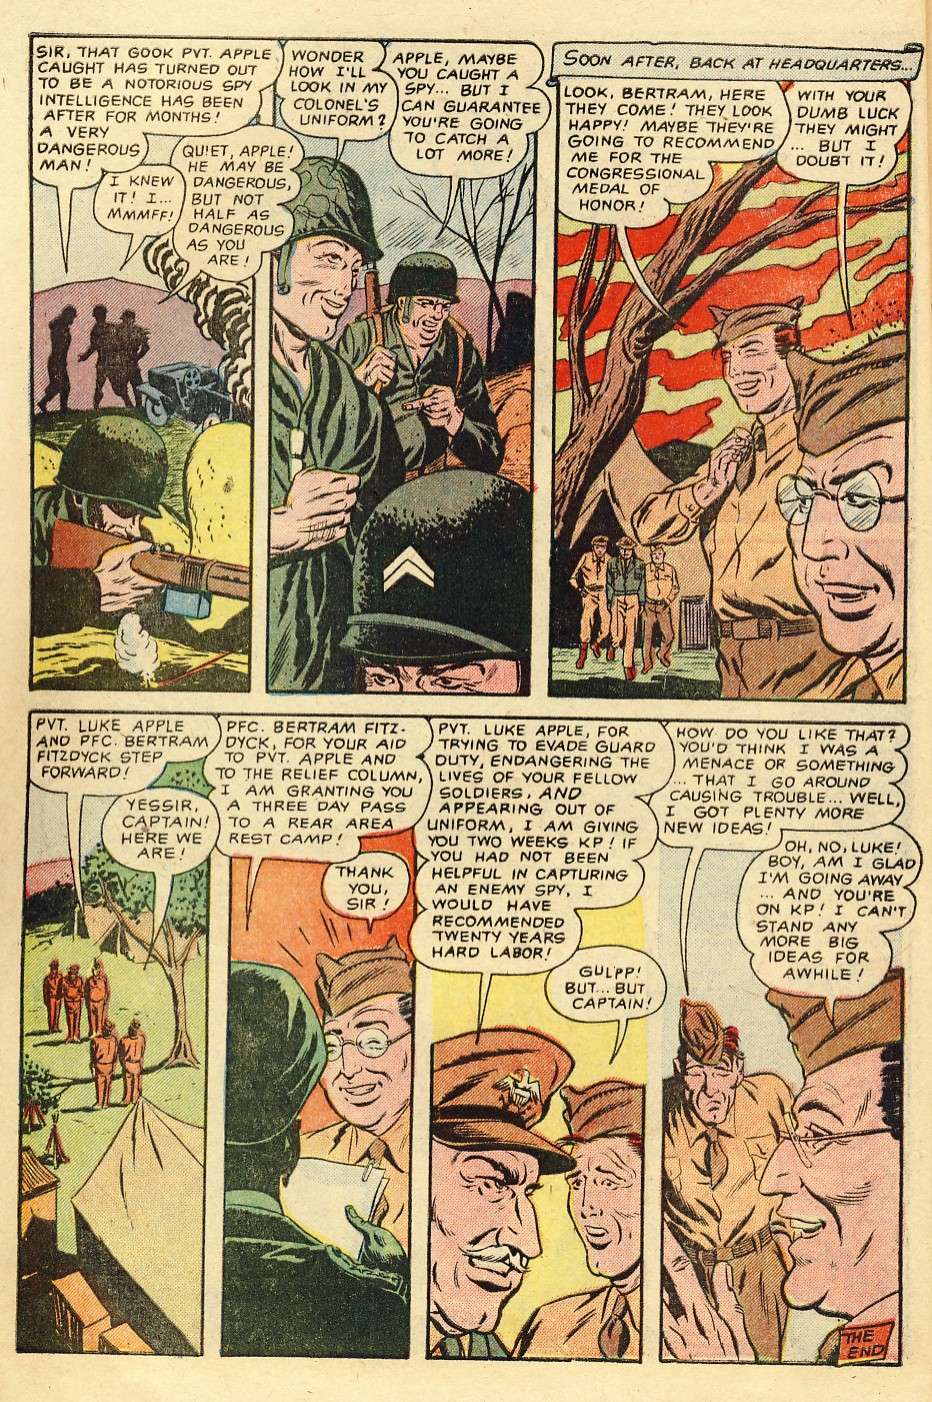 SIR, THAT GOOK PVT. APPLE
CAUGHT HAS TURNED OUT
TO BE A NOTORIOUS SPY
INTELLIGENCE HAS BEEN
AFTER FOR MONTHS!
A VERY
DANGEROUS
MAN!
I KNEW
IT! I...
MMMFF!
QUIET, APPLE!
HE MAY BE
DANGEROUS,
BUT NOT
HALF AS
DANGEROUS
AS YOU
ARE!
WONDER
HOW I'LL
LOOK IN MY
COLONEL'S
UNIFORM?
APPLE, MAYBE
YOU CAUGHT A
SPY... BUT I
CAN GUARANTEE
YOU'RE GOING
TO CATCH A
LOT MORE!
SOON AFTER, BACK AT HEADQUARTERS...
LOOK, BERTRAM, HERE
THEY COME! THEY LOOK
HAPPY! MAYBE THEY'RE
GOING TO RECOMMEND
ME FOR THE
CONGRESSIONAL
MEDAL OF
HONOR!
WITH YOUR
DUMB LUCK
THEY MIGHT
... BUT I
DOUBT IT!
PVT. LUKE APPLE
AND PFC. BERTRAM
FITZDYCK STEP
FORWARD!
YESSIR,
CAPTAIN!
HERE WE
ARE!
PFC. BERTRAM FITZ-
DYCK, FOR YOUR AID
TO PVT. APPLE AND
TO THE RELIEF COLUMN,
I AM GRANTING YOU
A THREE DAY PASS
TO A REAR AREA
REST CAMP!
THANK
YOU,
SIR!
PVT. LUKE APPLE, FOR
TRYING TO EVADE GUARD
DUTY, ENDANGERING THE
LIVES OF YOUR FELLOW
SOLDIERS, AND
APPEARING OUT OF
UNIFORM, I AM GIVING
YOU TWO WEEKS KP! IF
YOU HAD NOT BEEN
HELPFUL IN CAPTURING
AN ENEMY SPY, I
WOULD HAVE
RECOMMENDED
TWENTY YEARS
HARD LABOR!
GULPP!
BUT... BUT
CAPTAIN!
HOW DO YOU LIKE THAT?
YOU'D THINK I WAS A
MENACE OR SOMETHING
...THAT I GO AROUND
CAUSING TROUBLE... WELL,
I GOT PLENTY MORE
NEW IDEAS!
OH, NO, LUKE!
BOY, AM I GLAD
I'M GOING AWAY
... AND YOU'RE
ON KP! I CAN'T
STAND ANY
MORE BIG
IDEAS FOR
AWHILE!
THE
END